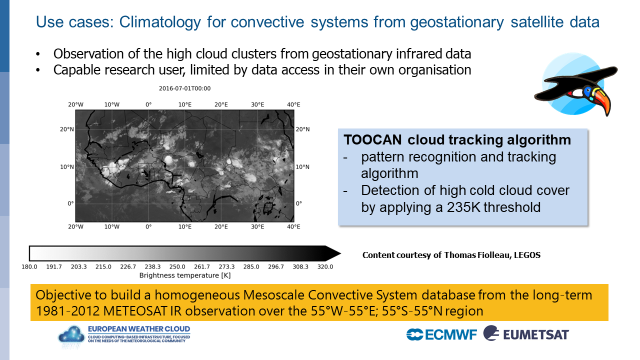 Use cases: Climatology for convective systems from geostationary satellite data
• Observation of the high cloud clusters from geostationary infrared data
• Capable research user, limited by data access in their own organisation
2016-07-01T00:00
20°W 10°W 0° 10°E 20°E 30°E 40°E
20°N 20°N
10°N 10°N
0° 0°
20°W 10°W 0° 10°E 20°E 30°E 40°E
180.0 191.7 203.3 215.0 226.7 238.3 250.0 261.7 273.3 285.0 296.7 308.3 320.0
Brightness temperature [K]
TOOCAN cloud tracking algorithm
- pattern recognition and tracking
algorithm
- Detection of high cold cloud cover
by applying a 235K threshold
Content courtesy of Thomas Fiolleau, LEGOS
Objective to build a homogeneous Mesoscale Convective System database from the long-term
1981-2012 METEOSAT IR observation over the 55°W-55°E; 55°S-55°N region
EUROPEAN WEATHER CLOUD
CLOUD COMPUTING-BASED INFRASTRUCTURE, FOCUSED
ON THE NEEDS OF THE METEOROLOGICAL COMMUNITY
ECMWF
EUMETSAT